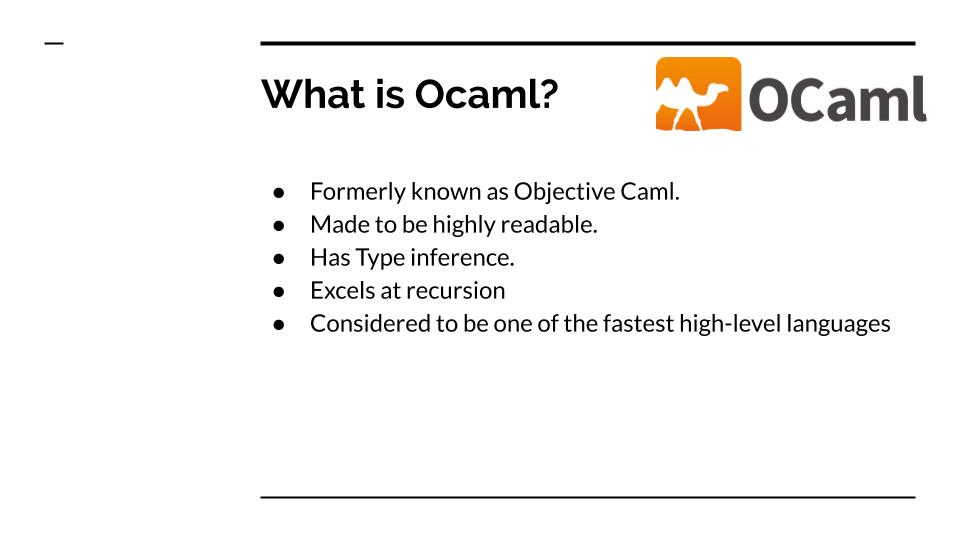 What is Ocaml?
OCaml
● Formerly known as Objective Caml.
● Made to be highly readable.
● Has Type inference.
● Excels at recursion
● Considered to be one of the fastest high-level languages